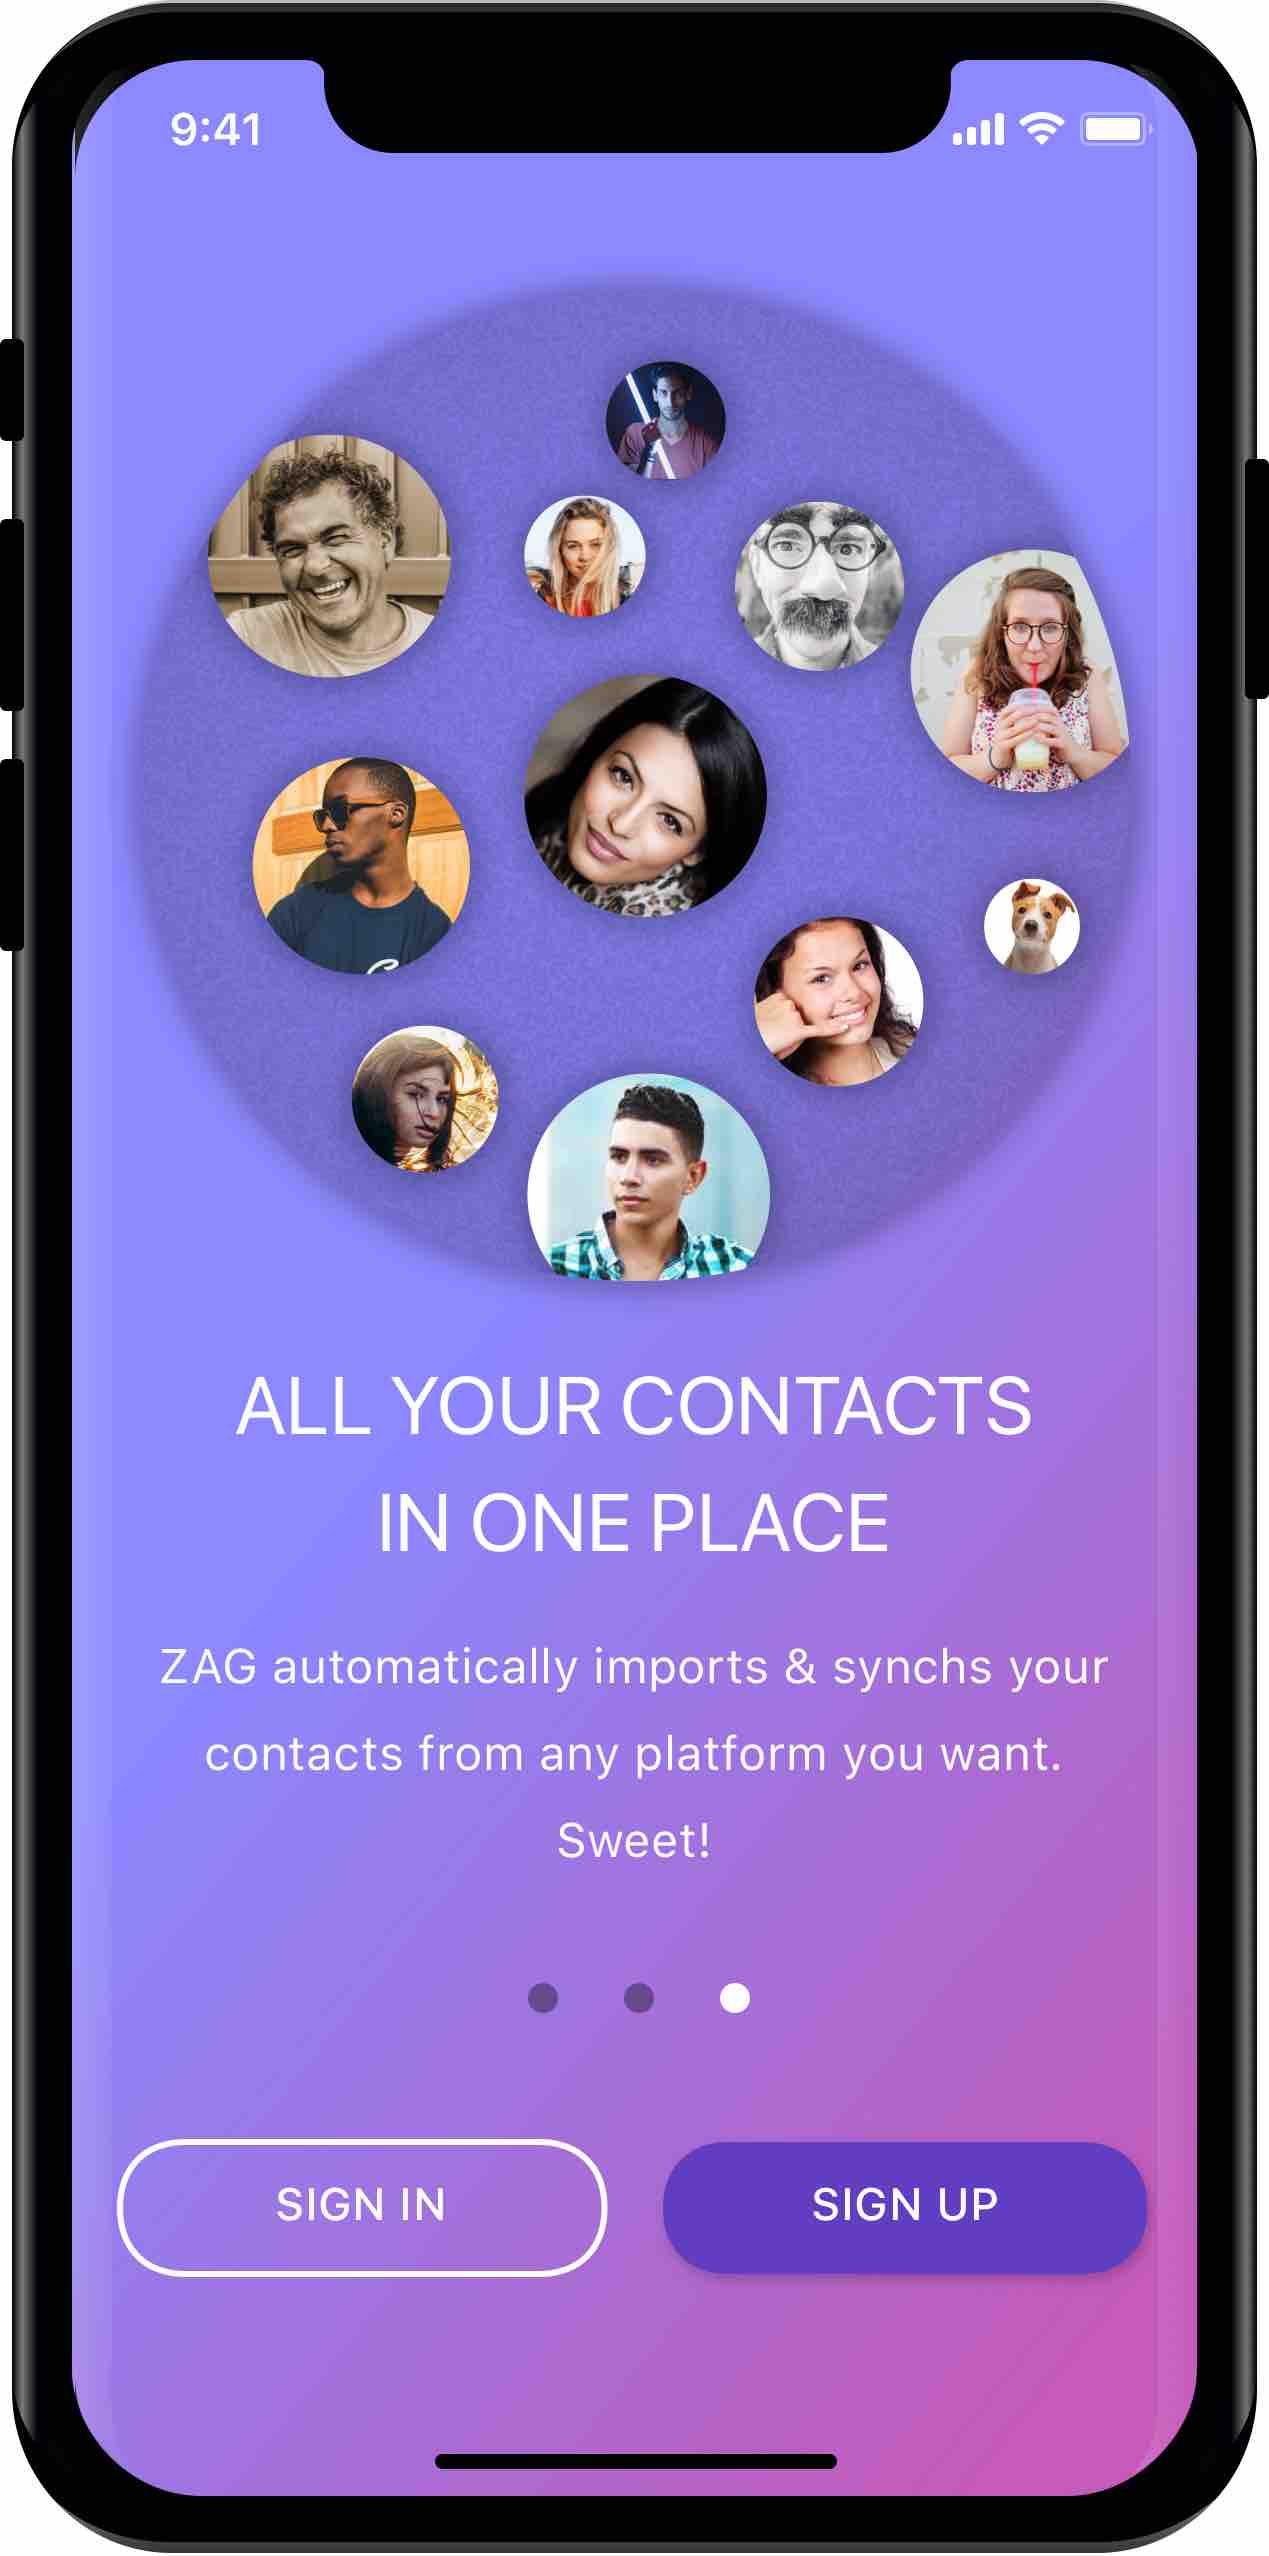 9:41
ALL YOUR CONTACTS
IN ONE PLACE
ZAG automatically imports & synchs your
contacts from any platform you want.
Sweet!
SIGN IN
SIGN UP